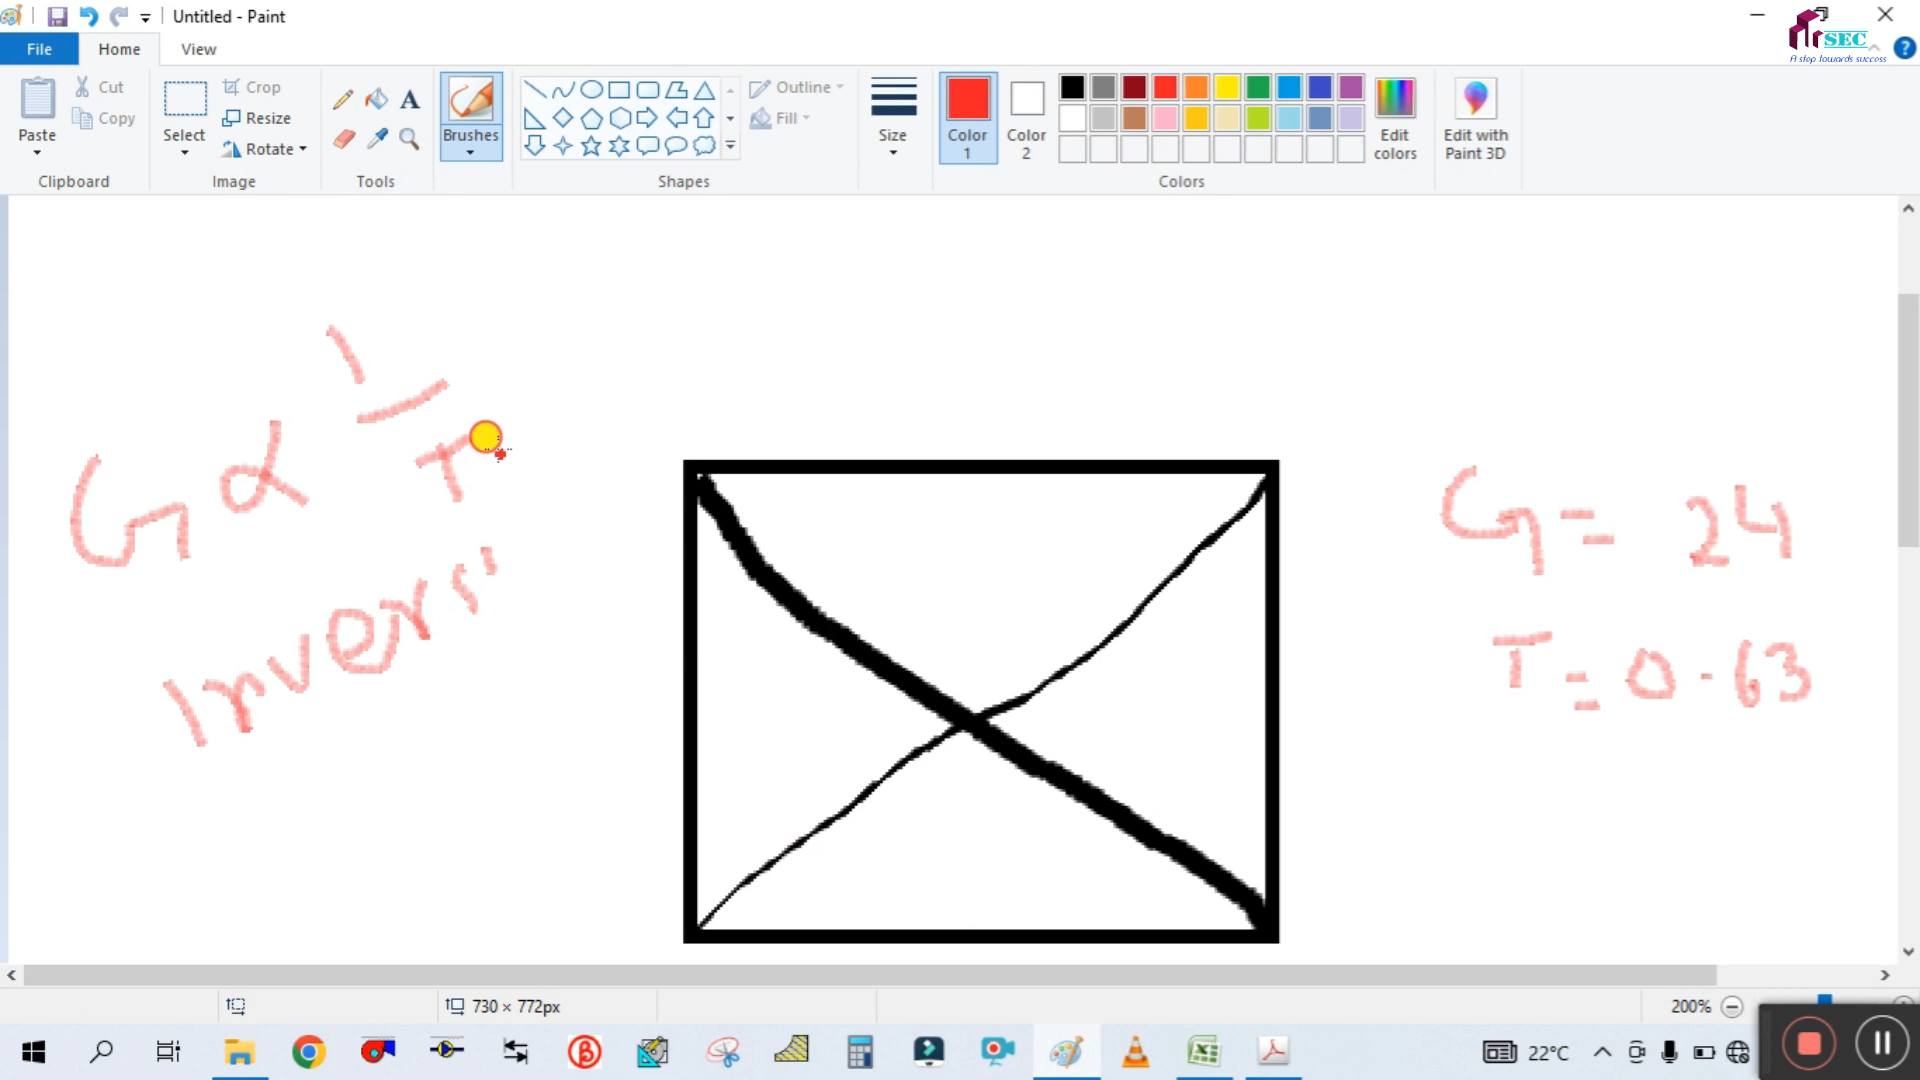 Untitled - Paint
SEC
A step towards success
File Home View
Paste
Cut
Copy
Clipboard
Select
Crop
Resize
Rotate
Image
A
Tools
Brushes
Outline
Fill
Shapes
Size
Color 1
Color 2
Edit colors
Edit with Paint 3D
Colors
G ∝ 1/T
Invers
G = 24
T = 0.63
730 × 772px
200%
22°C